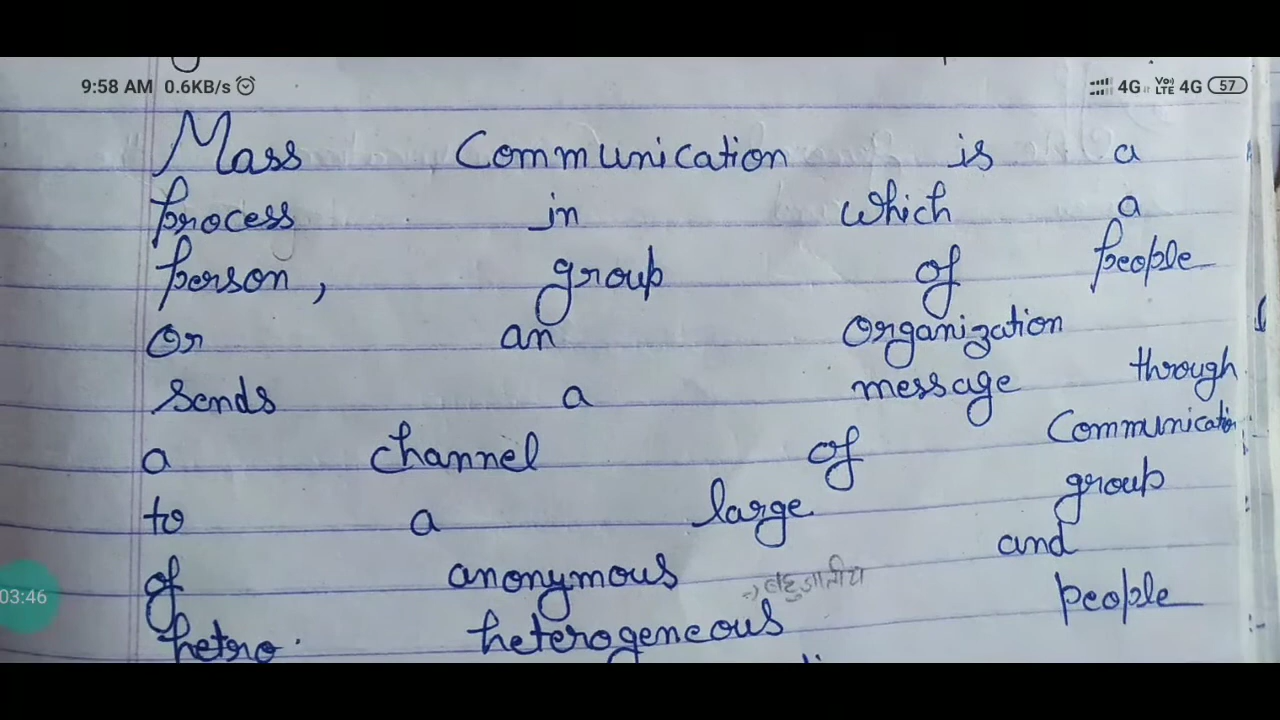 9:58 AM 0.6KB/s 4G VoLTE 4G 57
Mass Communication is a
process in which a
person, group of people
or an organization
sends a message through
a channel of Communication
to a large group
of anonymous and
→ बहुजातीय
hetro. heterogeneous people
03:46